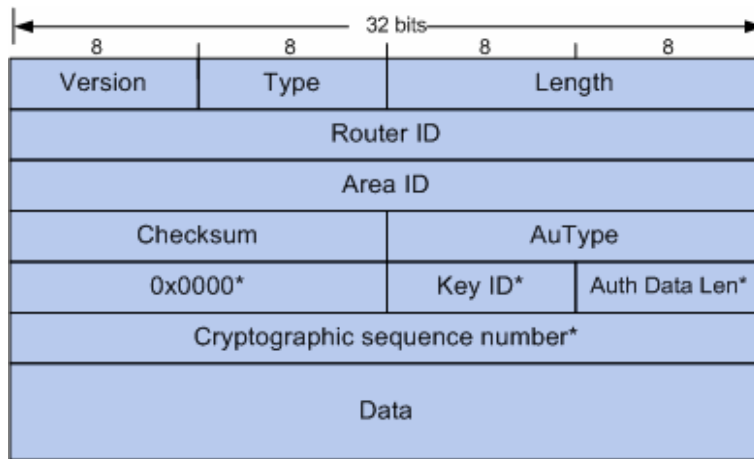 32 bits
8 8 8 8
Version Type Length
Router ID
Area ID
Checksum AuType
0x0000* Key ID* Auth Data Len*
Cryptographic sequence number*
Data